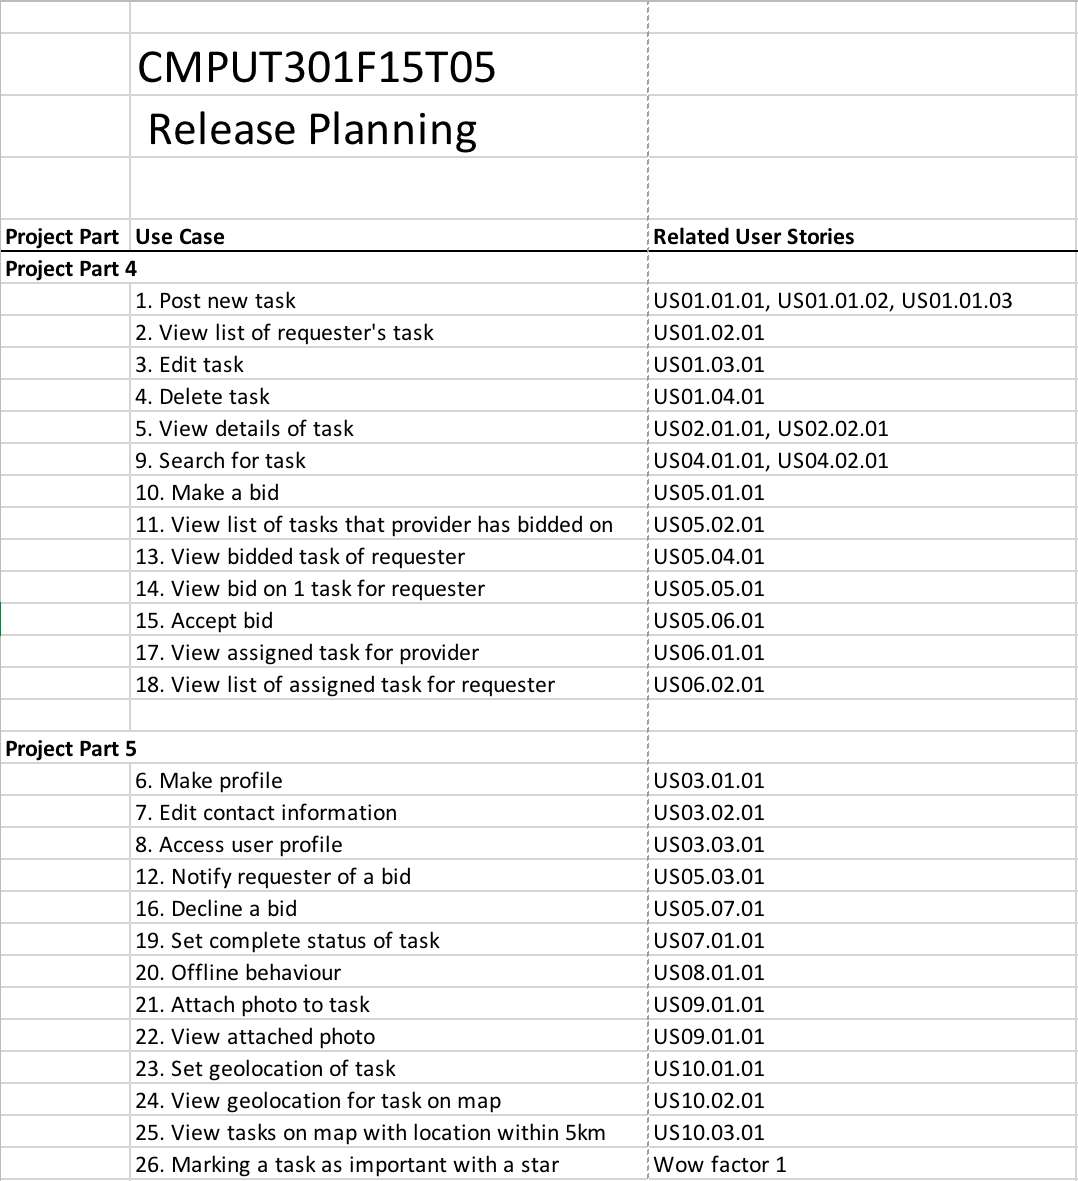 CMPUT301F15T05
Release Planning
Project Part Use Case Related User Stories
Project Part 4
1. Post new task US01.01.01, US01.01.02, US01.01.03
2. View list of requester's task US01.02.01
3. Edit task US01.03.01
4. Delete task US01.04.01
5. View details of task US02.01.01, US02.02.01
9. Search for task US04.01.01, US04.02.01
10. Make a bid US05.01.01
11. View list of tasks that provider has bidded on US05.02.01
13. View bidded task of requester US05.04.01
14. View bid on 1 task for requester US05.05.01
15. Accept bid US05.06.01
17. View assigned task for provider US06.01.01
18. View list of assigned task for requester US06.02.01
Project Part 5
6. Make profile US03.01.01
7. Edit contact information US03.02.01
8. Access user profile US03.03.01
12. Notify requester of a bid US05.03.01
16. Decline a bid US05.07.01
19. Set complete status of task US07.01.01
20. Offline behaviour US08.01.01
21. Attach photo to task US09.01.01
22. View attached photo US09.01.01
23. Set geolocation of task US10.01.01
24. View geolocation for task on map US10.02.01
25. View tasks on map with location within 5km US10.03.01
26. Marking a task as important with a star Wow factor 1